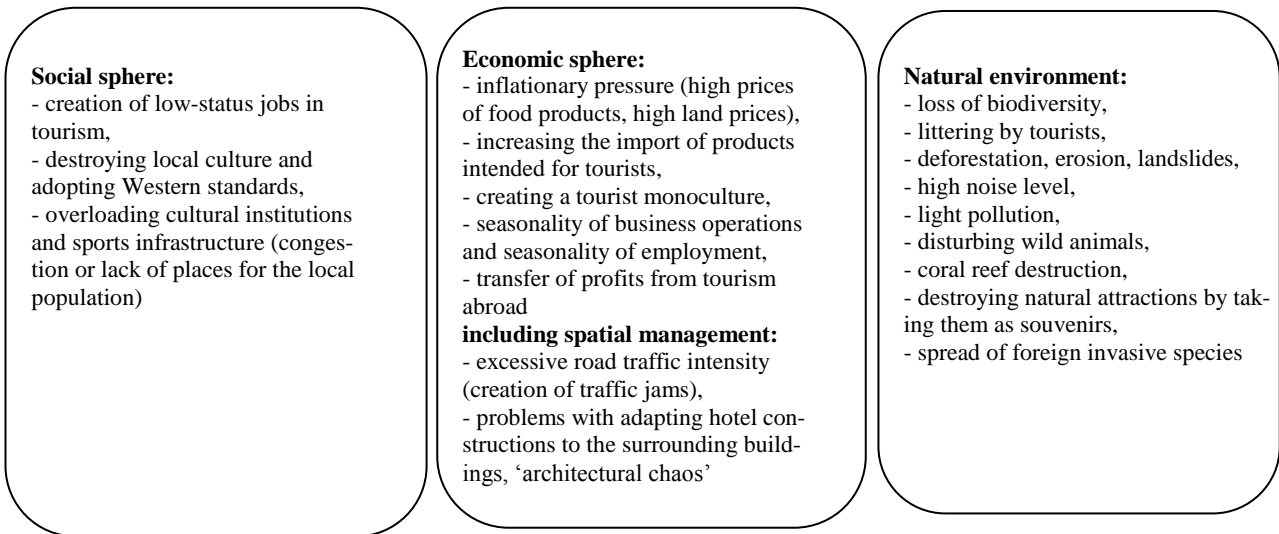 Social sphere:
- creation of low-status jobs in
tourism,
- destroying local culture and
adopting Western standards,
- overloading cultural institutions
and sports infrastructure (conges-
tion or lack of places for the local
population)
Economic sphere:
- inflationary pressure (high prices
of food products, high land prices),
- increasing the import of products
intended for tourists,
- creating a tourist monoculture,
- seasonality of business operations
and seasonality of employment,
- transfer of profits from tourism
abroad
including spatial management:
- excessive road traffic intensity
(creation of traffic jams),
- problems with adapting hotel con-
structions to the surrounding build-
ings, ‘architectural chaos’
Natural environment:
- loss of biodiversity,
- littering by tourists,
- deforestation, erosion, landslides,
- high noise level,
- light pollution,
- disturbing wild animals,
- coral reef destruction,
- destroying natural attractions by tak-
ing them as souvenirs,
- spread of foreign invasive species